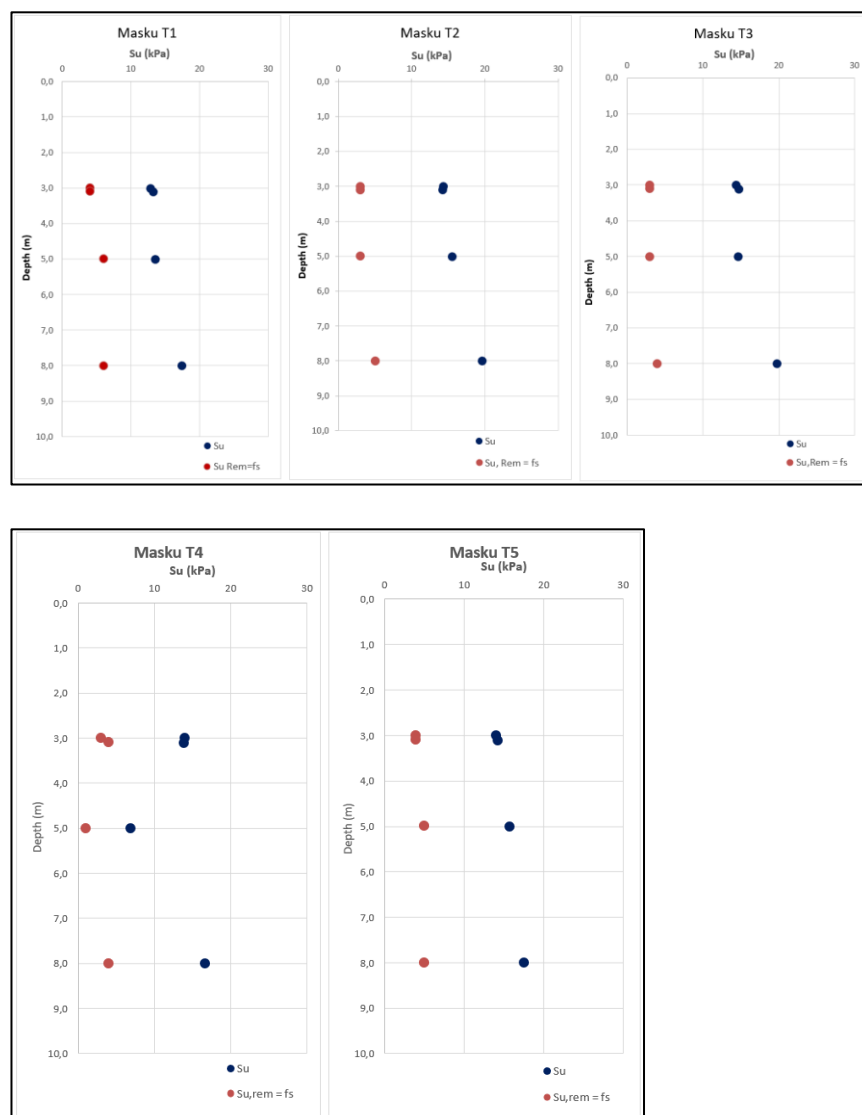 Masku T1
Su (kPa)
0 10 20 30
0,0
1,0
2,0
3,0
4,0
5,0
6,0
7,0
8,0
9,0
10,0
Depth (m)
Su
Su Rem=fs
Masku T2
Su (kPa)
0 10 20 30
0,0
1,0
2,0
3,0
4,0
5,0
6,0
7,0
8,0
9,0
10,0
Depth (m)
Su
Su, Rem = fs
Masku T3
Su (kPa)
0 10 20 30
0,0
1,0
2,0
3,0
4,0
5,0
6,0
7,0
8,0
9,0
10,0
Depth (m)
Su
Su,Rem = fs
Masku T4
Su (kPa)
0 10 20 30
0,0
1,0
2,0
3,0
4,0
5,0
6,0
7,0
8,0
9,0
10,0
Depth (m)
Su
Su,rem = fs
Masku T5
Su (kPa)
0 10 20 30
0,0
1,0
2,0
3,0
4,0
5,0
6,0
7,0
8,0
9,0
10,0
Depth (m)
Su
Su,rem = fs